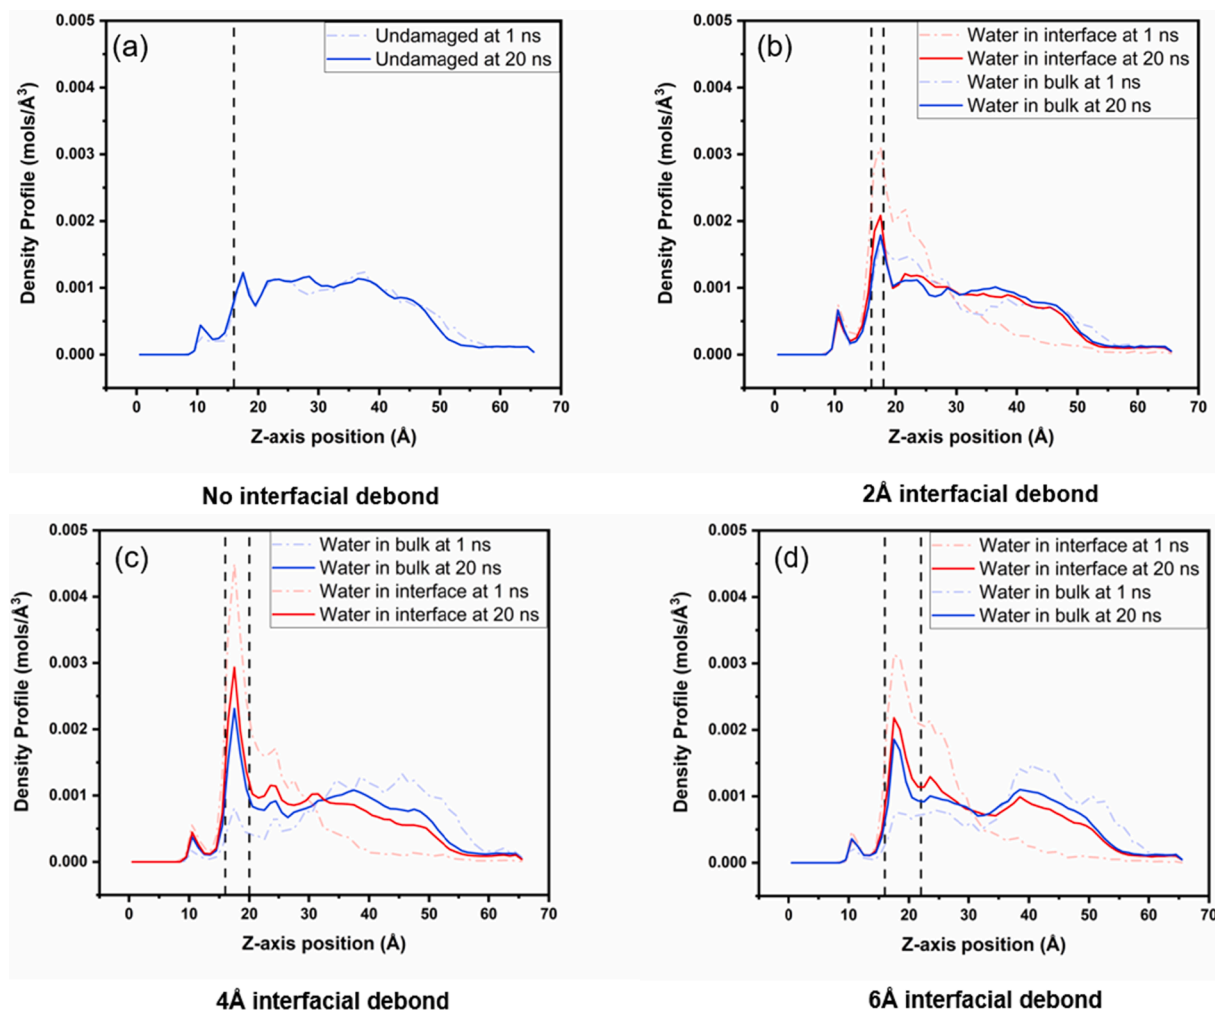 (a)
Undamaged at 1 ns
Undamaged at 20 ns
0.005
0.004
0.003
0.002
0.001
0.000
Density Profile (mols/Å³)
0 10 20 30 40 50 60 70
Z-axis position (Å)
No interfacial debond
(b)
Water in interface at 1 ns
Water in interface at 20 ns
Water in bulk at 1 ns
Water in bulk at 20 ns
0.005
0.004
0.003
0.002
0.001
0.000
Density Profile (mols/Å³)
0 10 20 30 40 50 60 70
Z-axis position (Å)
2Å interfacial debond
(c)
Water in bulk at 1 ns
Water in bulk at 20 ns
Water in interface at 1 ns
Water in interface at 20 ns
0.005
0.004
0.003
0.002
0.001
0.000
Density Profile (mols/Å³)
0 10 20 30 40 50 60 70
Z-axis position (Å)
4Å interfacial debond
(d)
Water in interface at 1 ns
Water in interface at 20 ns
Water in bulk at 1 ns
Water in bulk at 20 ns
0.005
0.004
0.003
0.002
0.001
0.000
Density Profile (mols/Å³)
0 10 20 30 40 50 60 70
Z-axis position (Å)
6Å interfacial debond